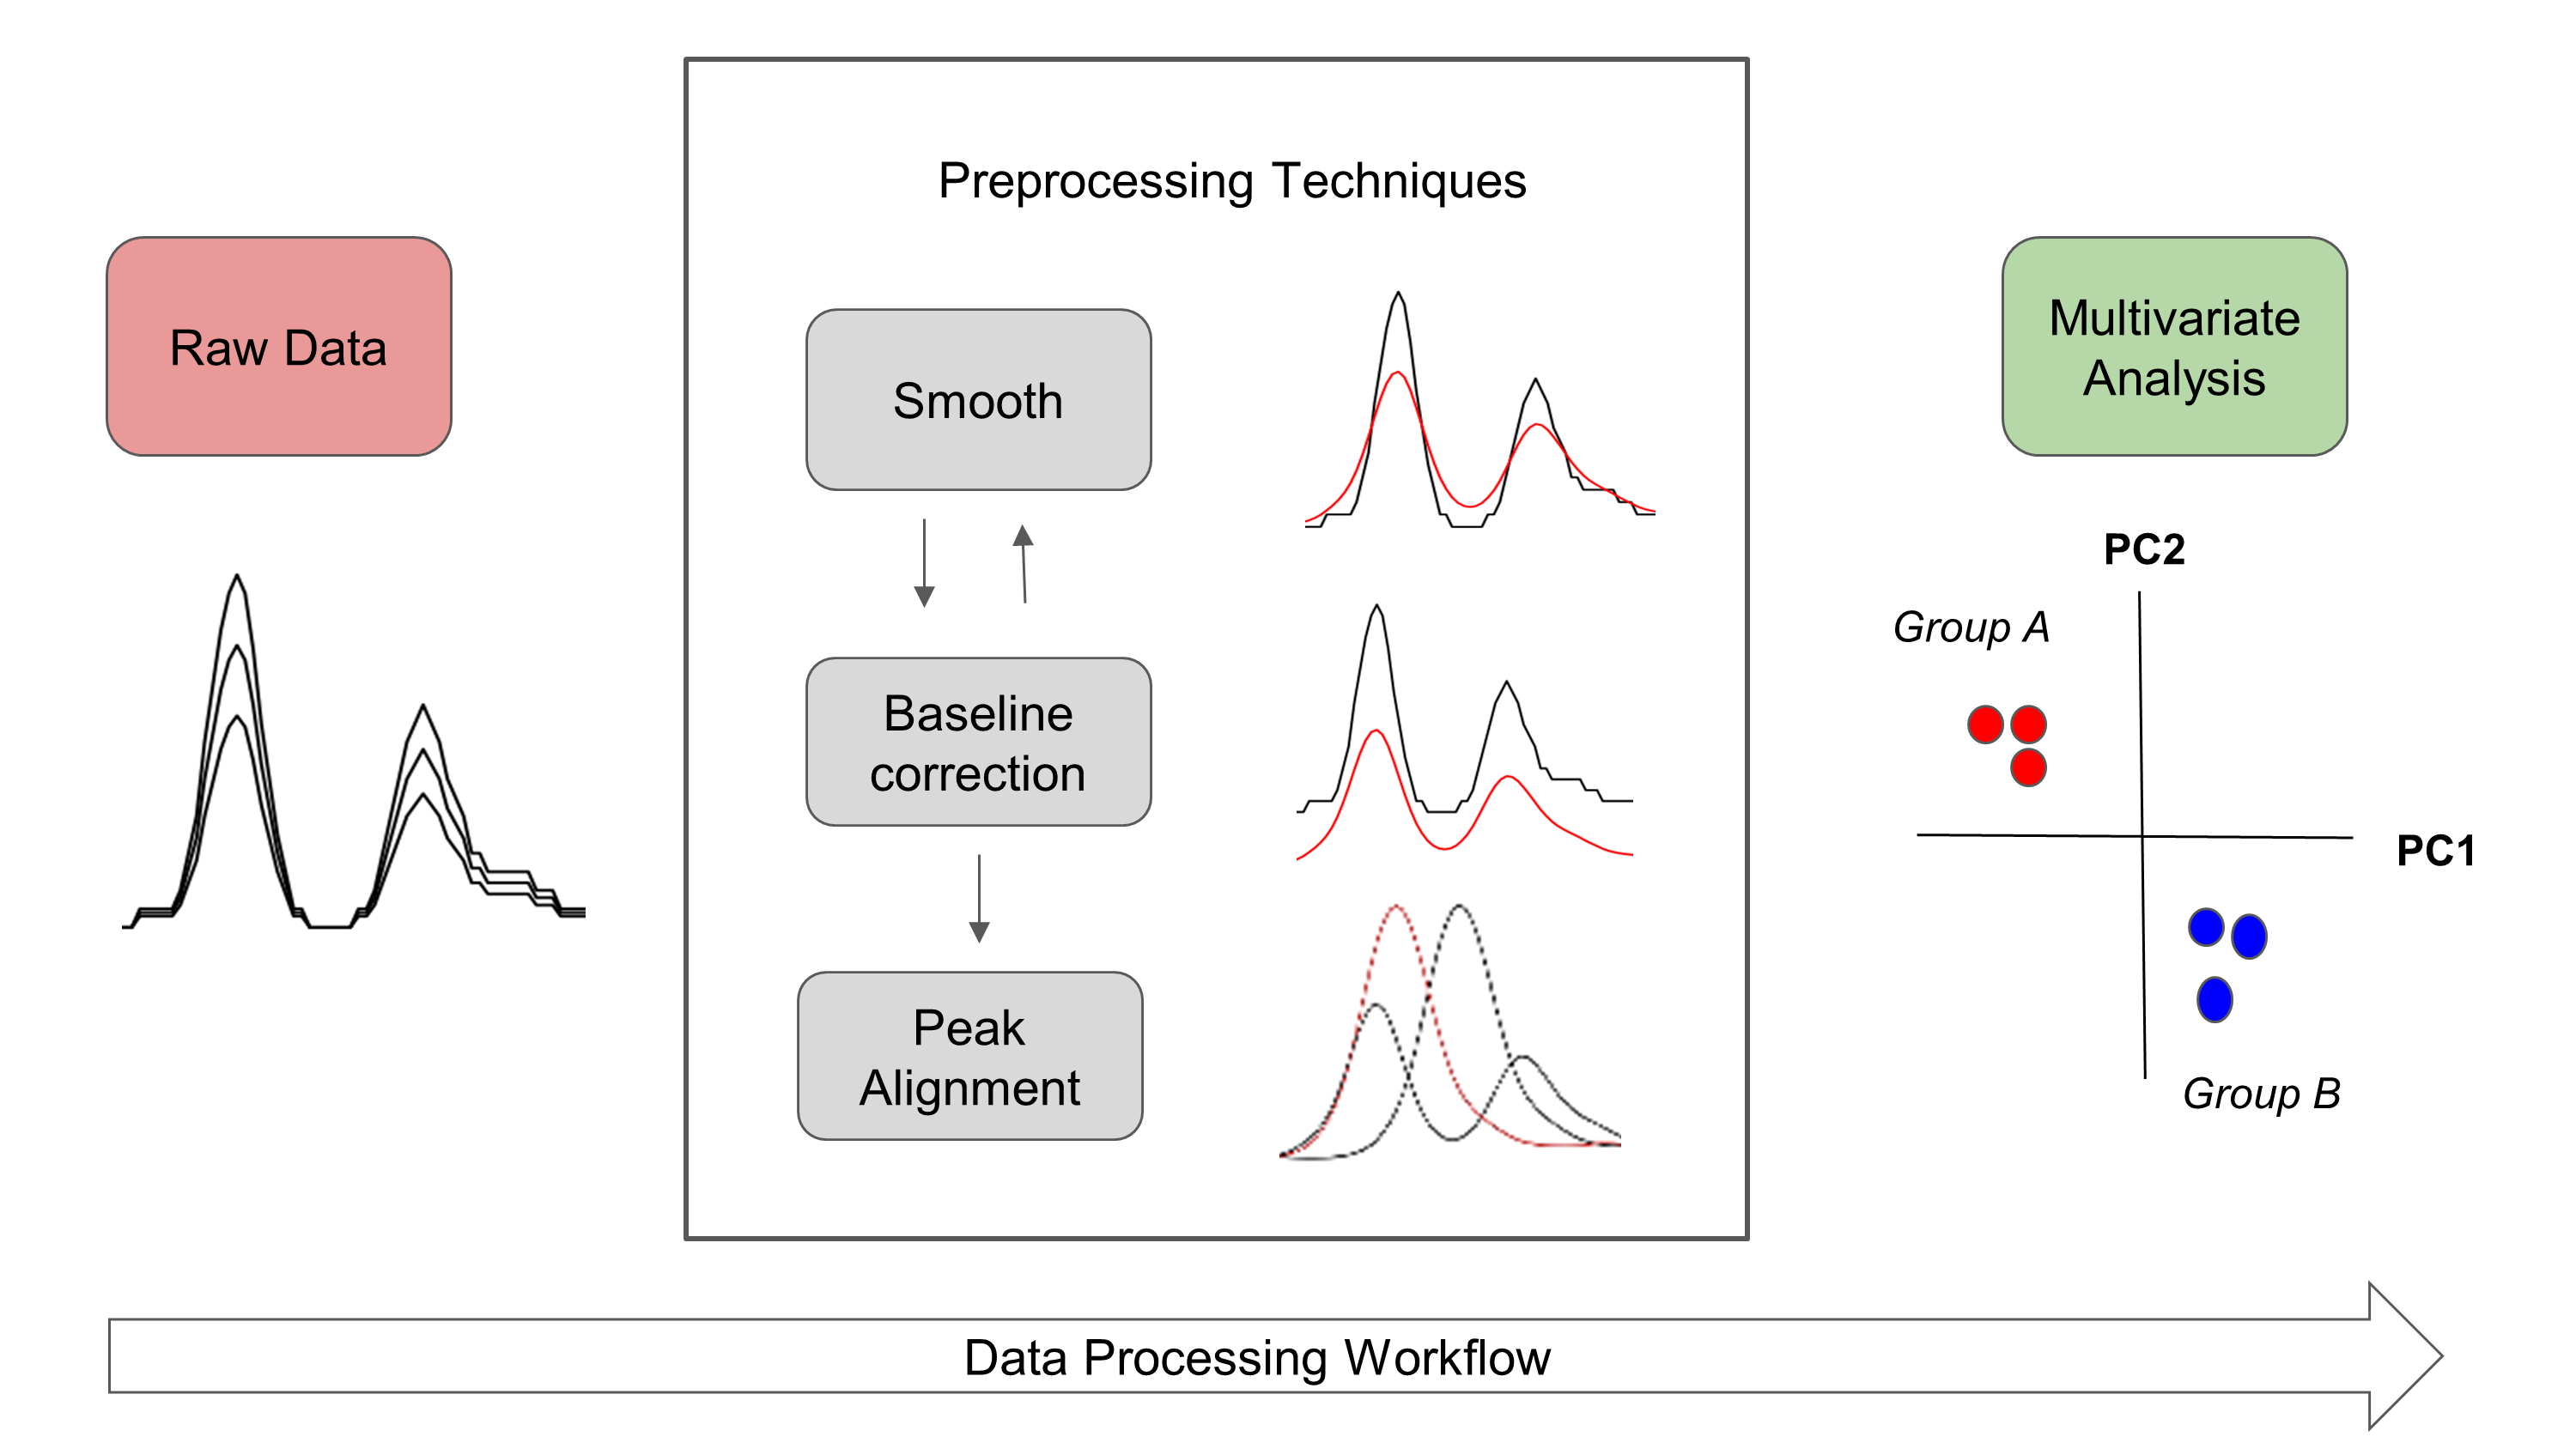 Preprocessing Techniques
Raw Data
Smooth
Baseline
correction
Peak
Alignment
Multivariate
Analysis
PC2
Group A
PC1
Group B
Data Processing Workflow